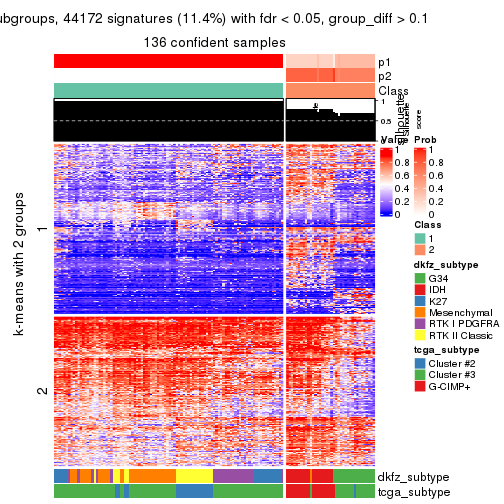 ubgroups, 44172 signatures (11.4%) with fdr < 0.05, group_diff > 0.1
136 confident samples
p1
p2
Class
1
0.5
0
silhouette
score
k-means with 2 groups
1
2
Value
1
0.8
0.6
0.4
0.2
0
Prob
1
0.8
0.6
0.4
0.2
0
Class
1
2
dkfz_subtype
G34
IDH
K27
Mesenchymal
RTK I PDGFRA
RTK II Classic
tcga_subtype
Cluster #2
Cluster #3
G-CIMP+
dkfz_subtype
tcga_subtype